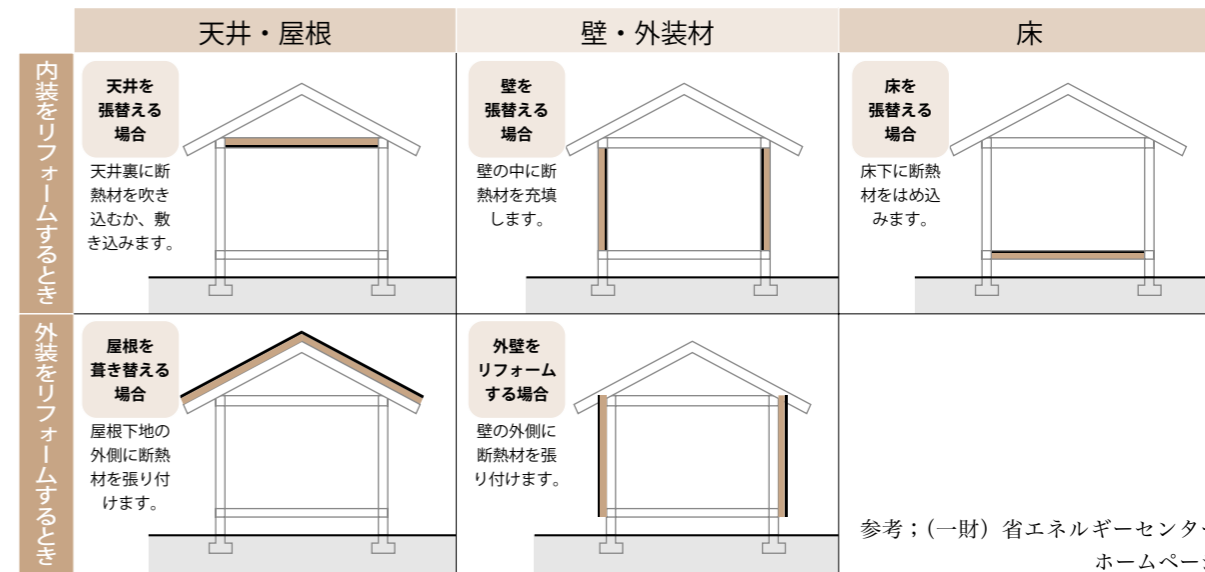 天井・屋根
壁・外装材
床
内装をリフォームするとき
天井を
張替える
場合
天井裏に断
熱材を吹き
込むか、敷
き込みます。
壁を
張替える
場合
壁の中に断
熱材を充填
します。
床を
張替える
場合
床下に断熱
材をはめ込
みます。
外装をリフォームするとき
屋根を
葺き替える
場合
屋根下地の
外側に断熱
材を張り付
けます。
外壁を
リフォーム
する場合
壁の外側に
断熱材を張
り付けます。
参考；(一財）省エネルギーセンター
ホームページ